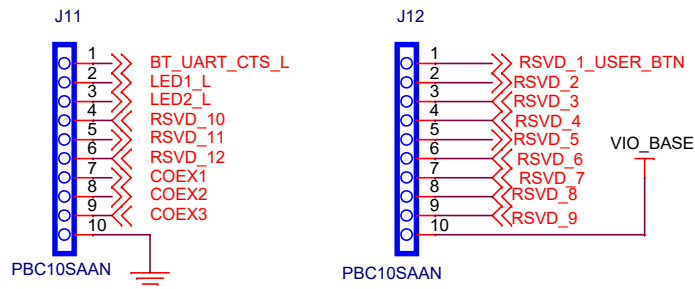 J11
1 BT_UART_CTS_L
2 LED1_L
3 LED2_L
4 RSVD_10
5 RSVD_11
6 RSVD_12
7 COEX1
8 COEX2
9 COEX3
10
PBC10SAAN
J12
1 RSVD_1_USER_BTN
2 RSVD_2
3 RSVD_3
4 RSVD_4
5 RSVD_5
6 RSVD_6
7 RSVD_7
8 RSVD_8
9 RSVD_9
10
VIO_BASE
PBC10SAAN